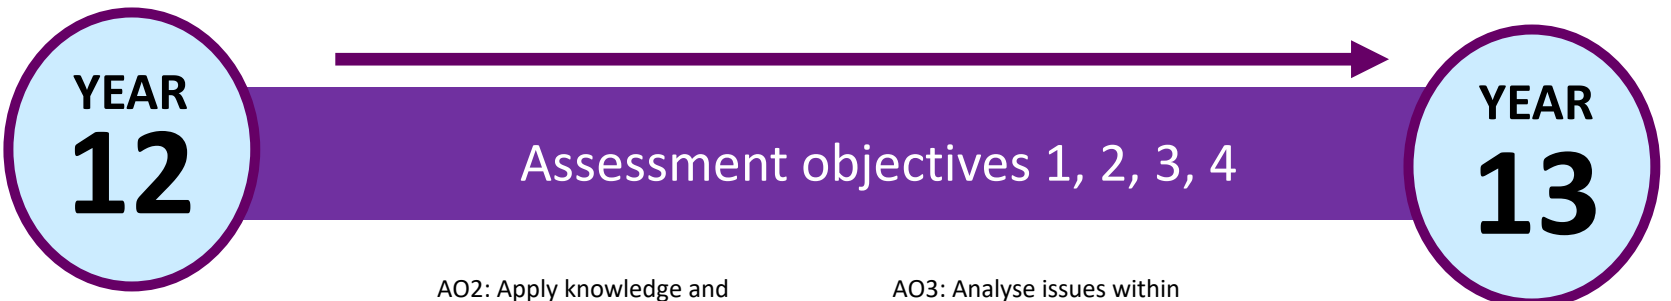 YEAR
12
Assessment objectives 1, 2, 3, 4
YEAR
13
AO2: Apply knowledge and
AO3: Analyse issues within